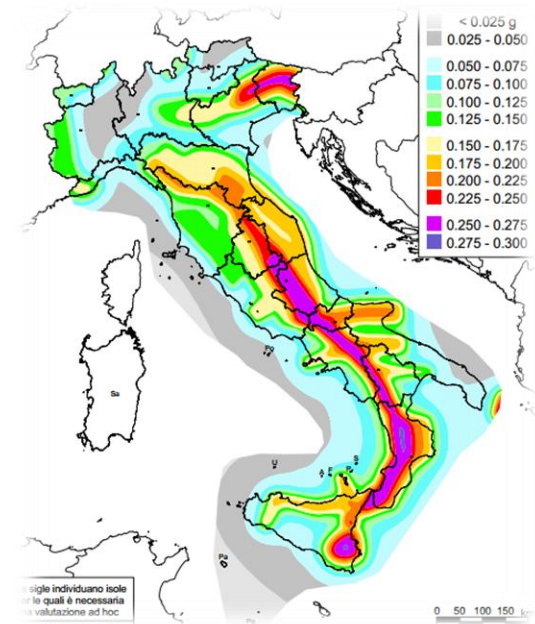 < 0.025 g
0.025 - 0.050
0.050 - 0.075
0.075 - 0.100
0.100 - 0.125
0.125 - 0.150
0.150 - 0.175
0.175 - 0.200
0.200 - 0.225
0.225 - 0.250
0.250 - 0.275
0.275 - 0.300
Po
Sa
U
A
F
P
S
Pa
sigle individuano isole
le quali è necessaria
valutazione ad hoc
0 50 100 150 km